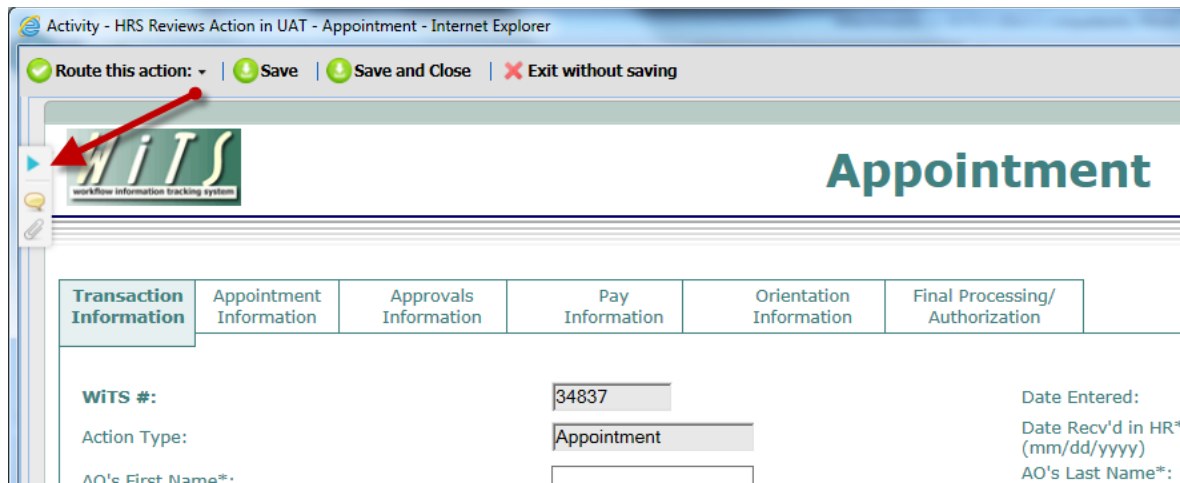 Activity - HRS Reviews Action in UAT - Appointment - Internet Explorer
Route this action: | Save | Save and Close | Exit without saving
WiTS
workflow information tracking system
Appointment
Transaction Information
Appointment Information
Approvals Information
Pay Information
Orientation Information
Final Processing/ Authorization
WiTS #: 34837 Date Entered:
Action Type: Appointment Date Recv'd in HR*
(mm/dd/yyyy)
AO's First Name*: AO's Last Name*: